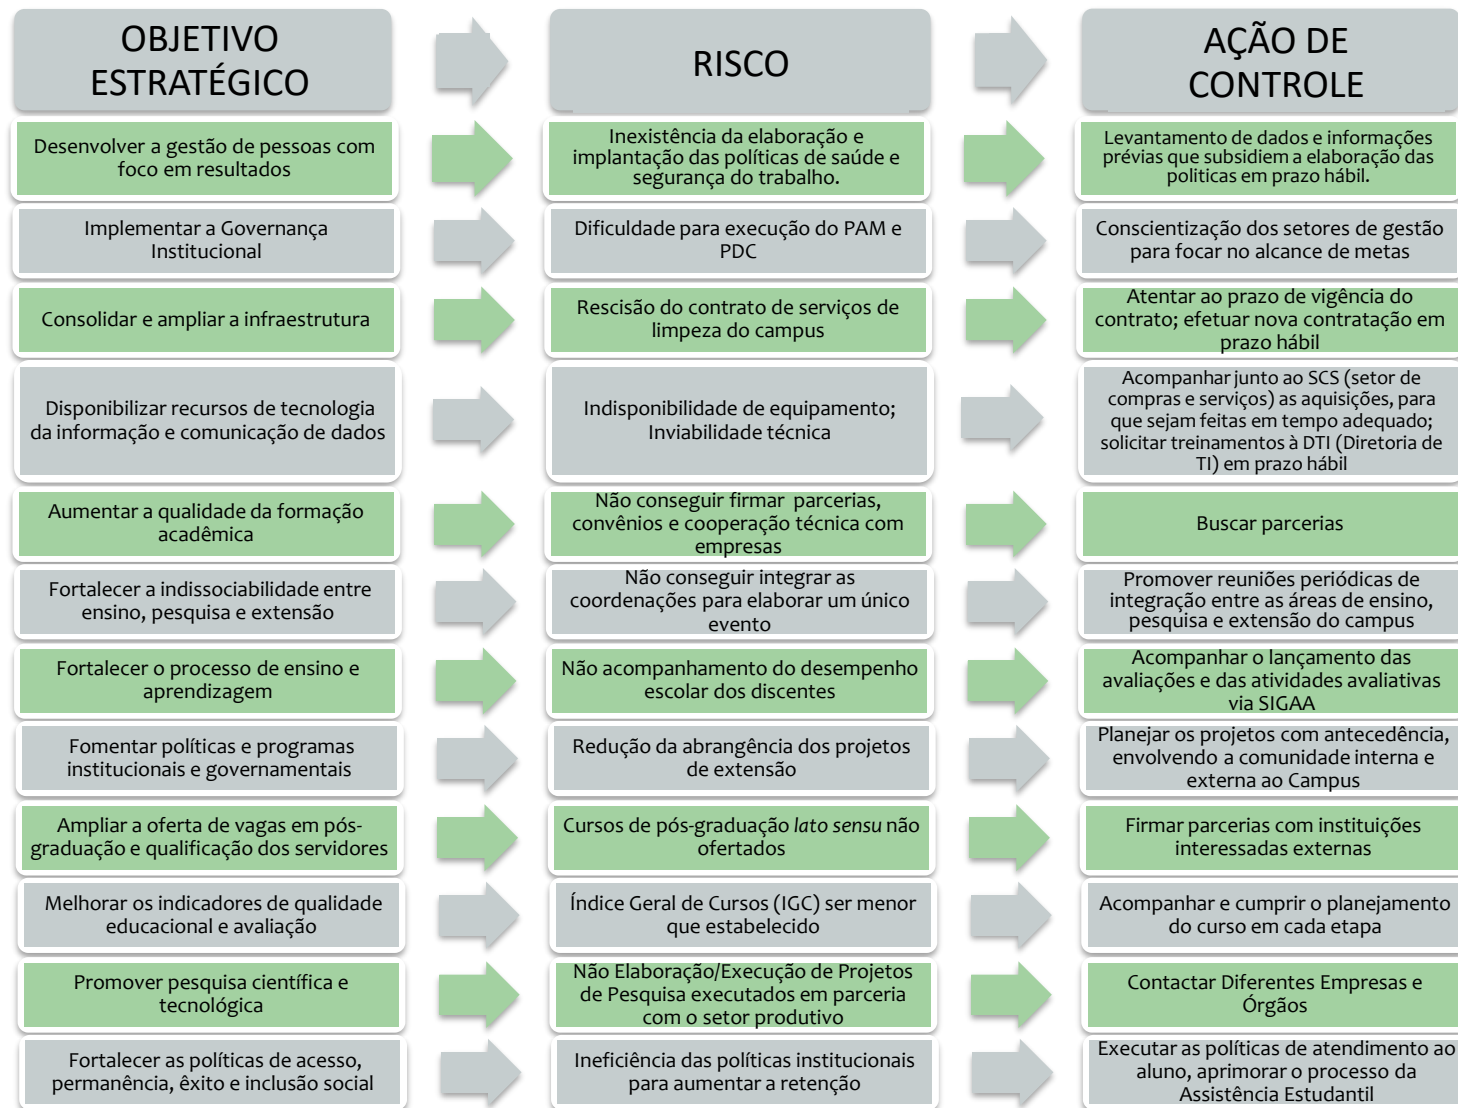 OBJETIVO
ESTRATÉGICO
RISCO
AÇÃO DE
CONTROLE
Desenvolver a gestão de pessoas com
foco em resultados
Inexistência da elaboração e
implantação das políticas de saúde e
segurança do trabalho.
Levantamento de dados e informações
prévias que subsidiem a elaboração das
politicas em prazo hábil.
Implementar a Governança
Institucional
Dificuldade para execução do PAM e
PDC
Conscientização dos setores de gestão
para focar no alcance de metas
Consolidar e ampliar a infraestrutura
Rescisão do contrato de serviços de
limpeza do campus
Atentar ao prazo de vigência do
contrato; efetuar nova contratação em
prazo hábil
Disponibilizar recursos de tecnologia
da informação e comunicação de dados
Indisponibilidade de equipamento;
Inviabilidade técnica
Acompanhar junto ao SCS (setor de
compras e serviços) as aquisições, para
que sejam feitas em tempo adequado;
solicitar treinamentos à DTI (Diretoria de
TI) em prazo hábil
Aumentar a qualidade da formação
acadêmica
Não conseguir firmar parcerias,
convênios e cooperação técnica com
empresas
Buscar parcerias
Fortalecer a indissociabilidade entre
ensino, pesquisa e extensão
Não conseguir integrar as
coordenações para elaborar um único
evento
Promover reuniões periódicas de
integração entre as áreas de ensino,
pesquisa e extensão do campus
Fortalecer o processo de ensino e
aprendizagem
Não acompanhamento do desempenho
escolar dos discentes
Acompanhar o lançamento das
avaliações e das atividades avaliativas
via SIGAA
Fomentar políticas e programas
institucionais e governamentais
Redução da abrangência dos projetos
de extensão
Planejar os projetos com antecedência,
envolvendo a comunidade interna e
externa ao Campus
Ampliar a oferta de vagas em pós-
graduação e qualificação dos servidores
Cursos de pós-graduação lato sensu não
ofertados
Firmar parcerias com instituições
interessadas externas
Melhorar os indicadores de qualidade
educacional e avaliação
Índice Geral de Cursos (IGC) ser menor
que estabelecido
Acompanhar e cumprir o planejamento
do curso em cada etapa
Promover pesquisa científica e
tecnológica
Não Elaboração/Execução de Projetos
de Pesquisa executados em parceria
com o setor produtivo
Contactar Diferentes Empresas e
Órgãos
Fortalecer as políticas de acesso,
permanência, êxito e inclusão social
Ineficiência das políticas institucionais
para aumentar a retenção
Executar as políticas de atendimento ao
aluno, aprimorar o processo da
Assistência Estudantil